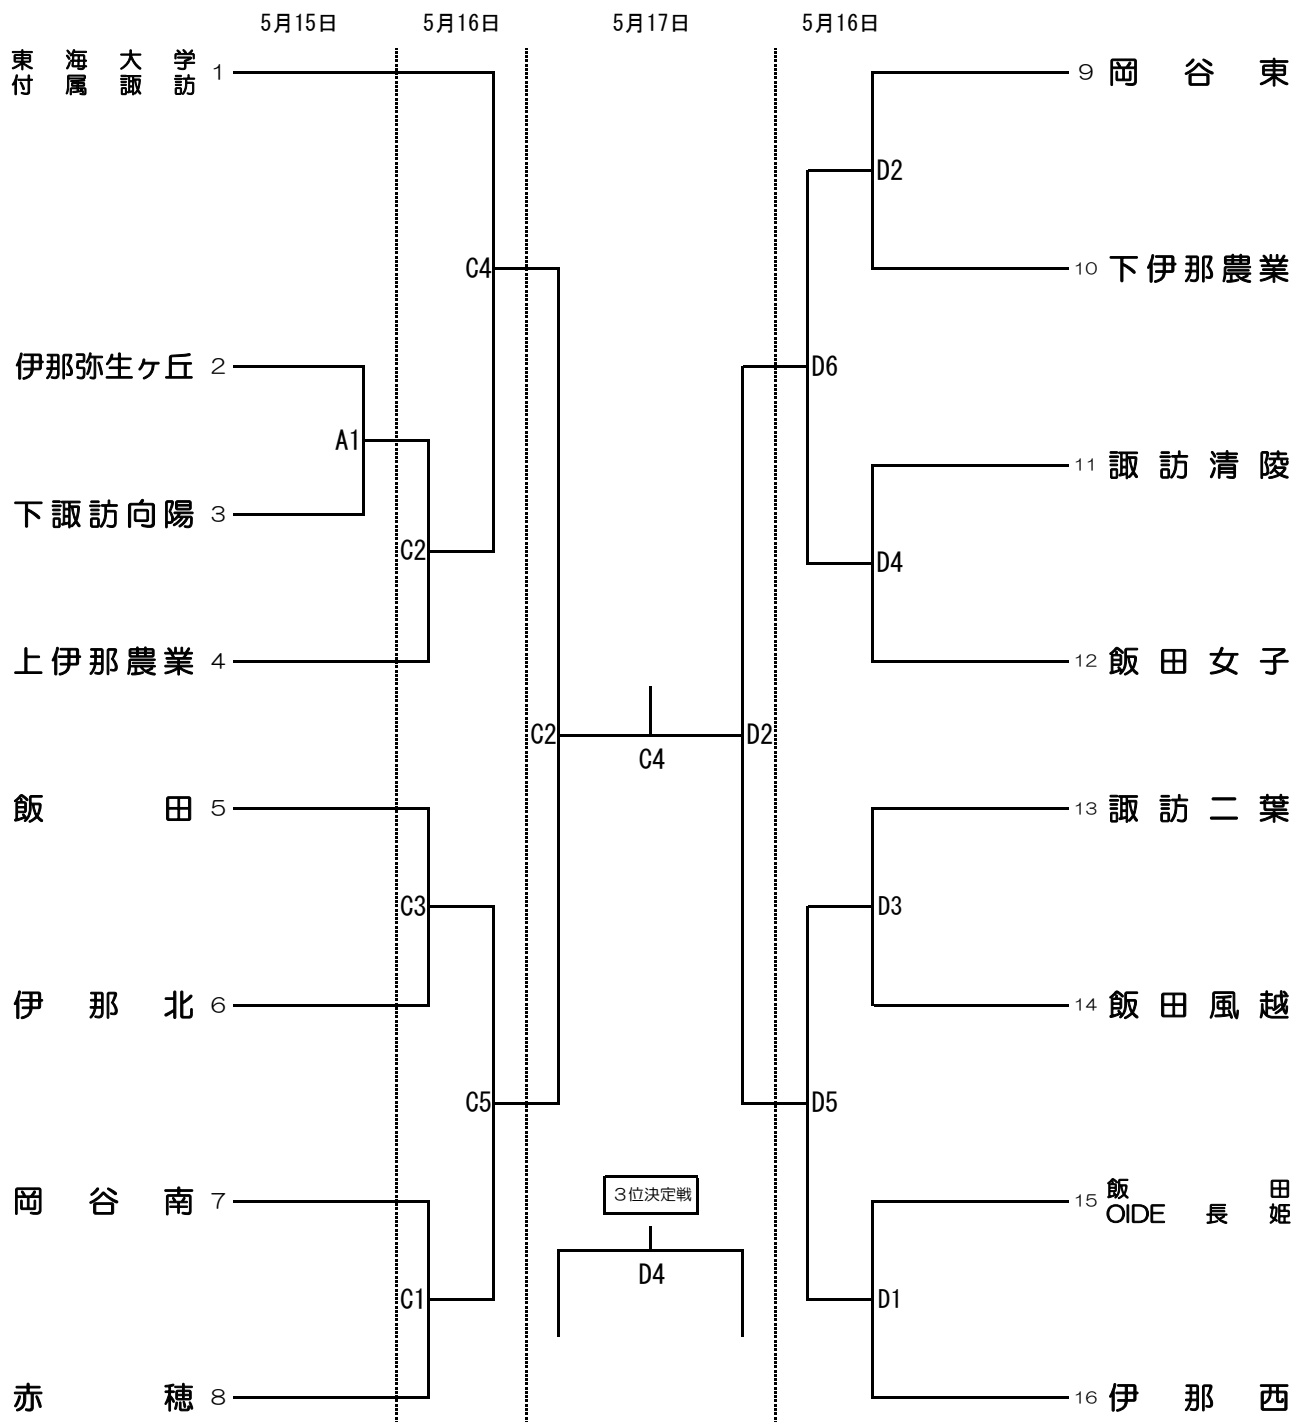 5月15日 5月16日 5月17日 5月16日
東海大学
付属諏訪 1
9 岡谷東
D2
C4
10 下伊那農業
伊那弥生ヶ丘 2
D6
A1
11 諏訪清陵
下諏訪向陽 3
C2
D4
上伊那農業 4
12 飯田女子
C2
D2
C4
飯田 5
13 諏訪二葉
C3
D3
伊那北 6
14 飯田風越
C5
D5
岡谷南 7
3位決定戦
15 飯田
OIDE長姫
D4
C1
D1
赤穂 8
16 伊那西